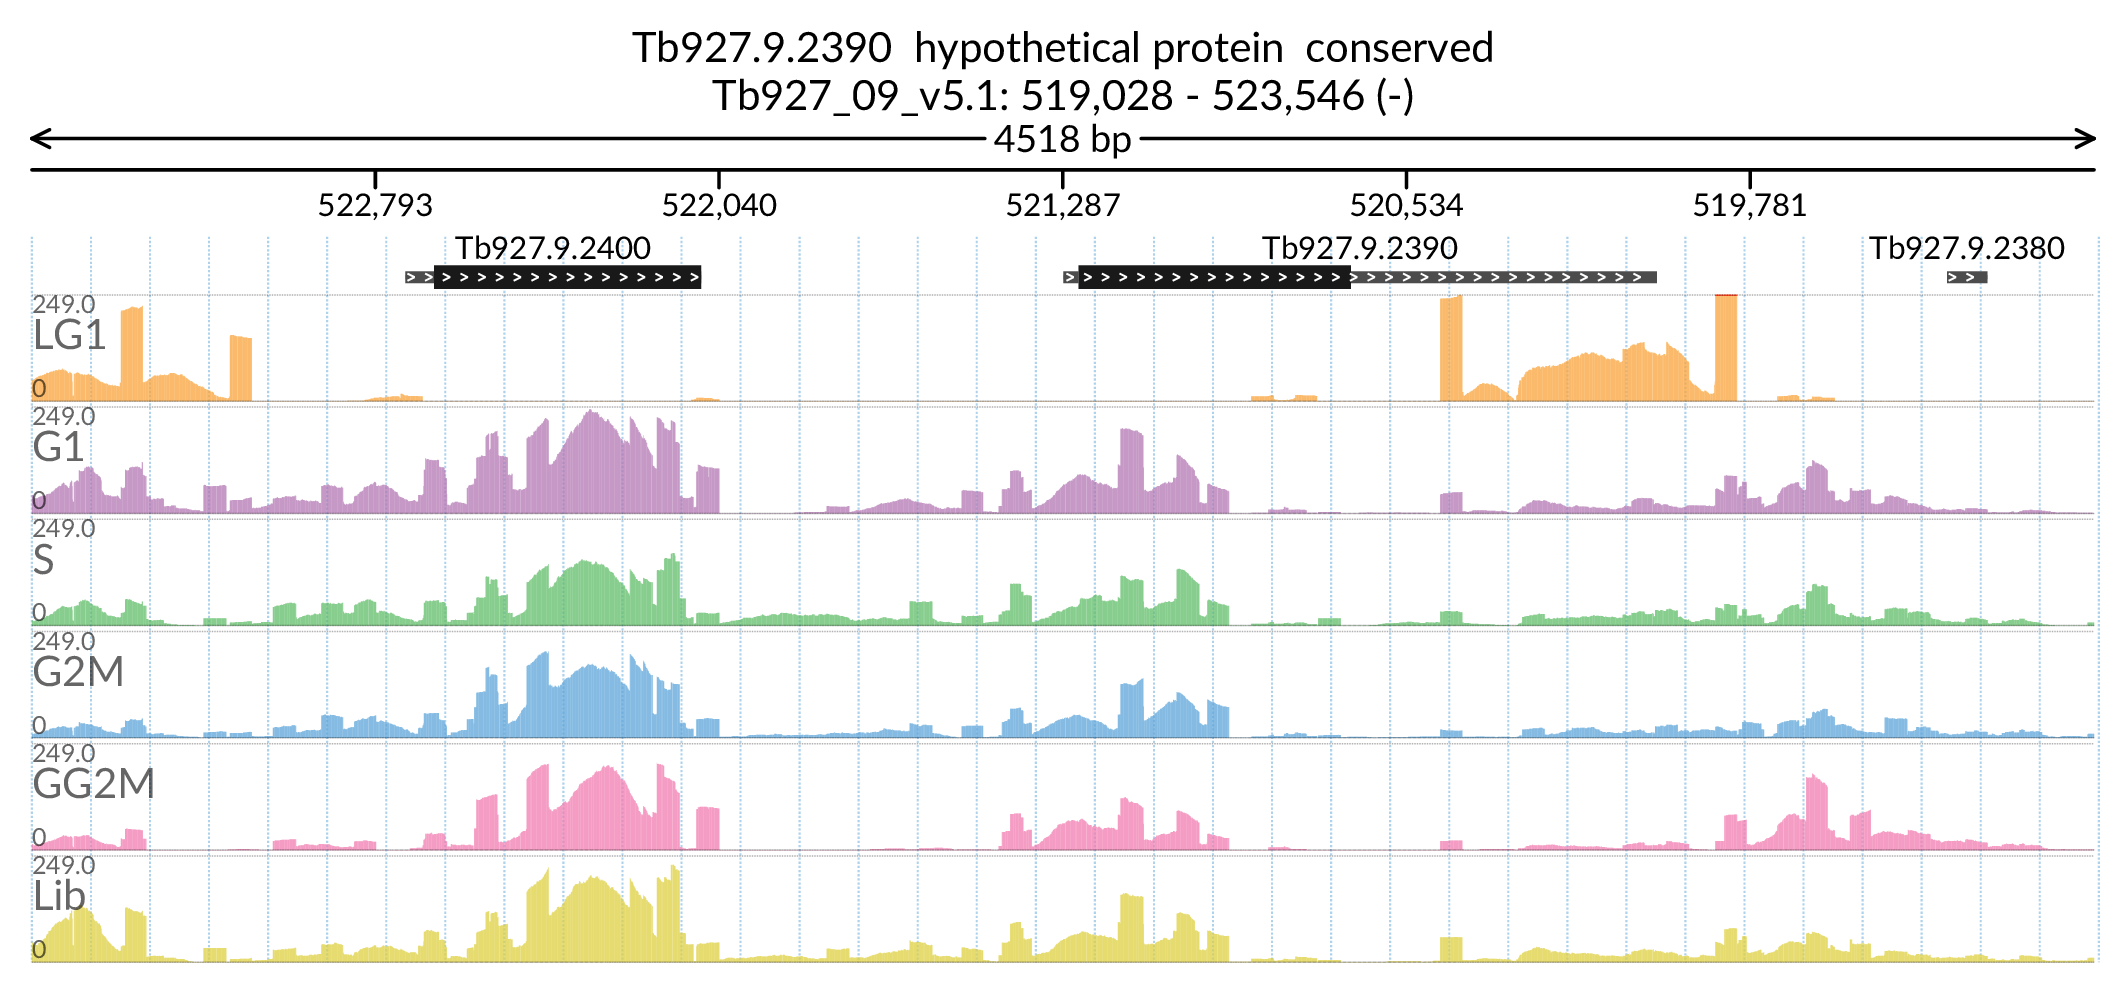 Tb927.9.2390  hypothetical protein  conserved
Tb927_09_v5.1: 519,028 - 523,546 (-)
4518 bp
522,793 522,040 521,287 520,534 519,781
Tb927.9.2400 Tb927.9.2390 Tb927.9.2380
249.0
LG1
0
249.0
G1
0
249.0
S
0
249.0
G2M
0
249.0
GG2M
0
249.0
Lib
0